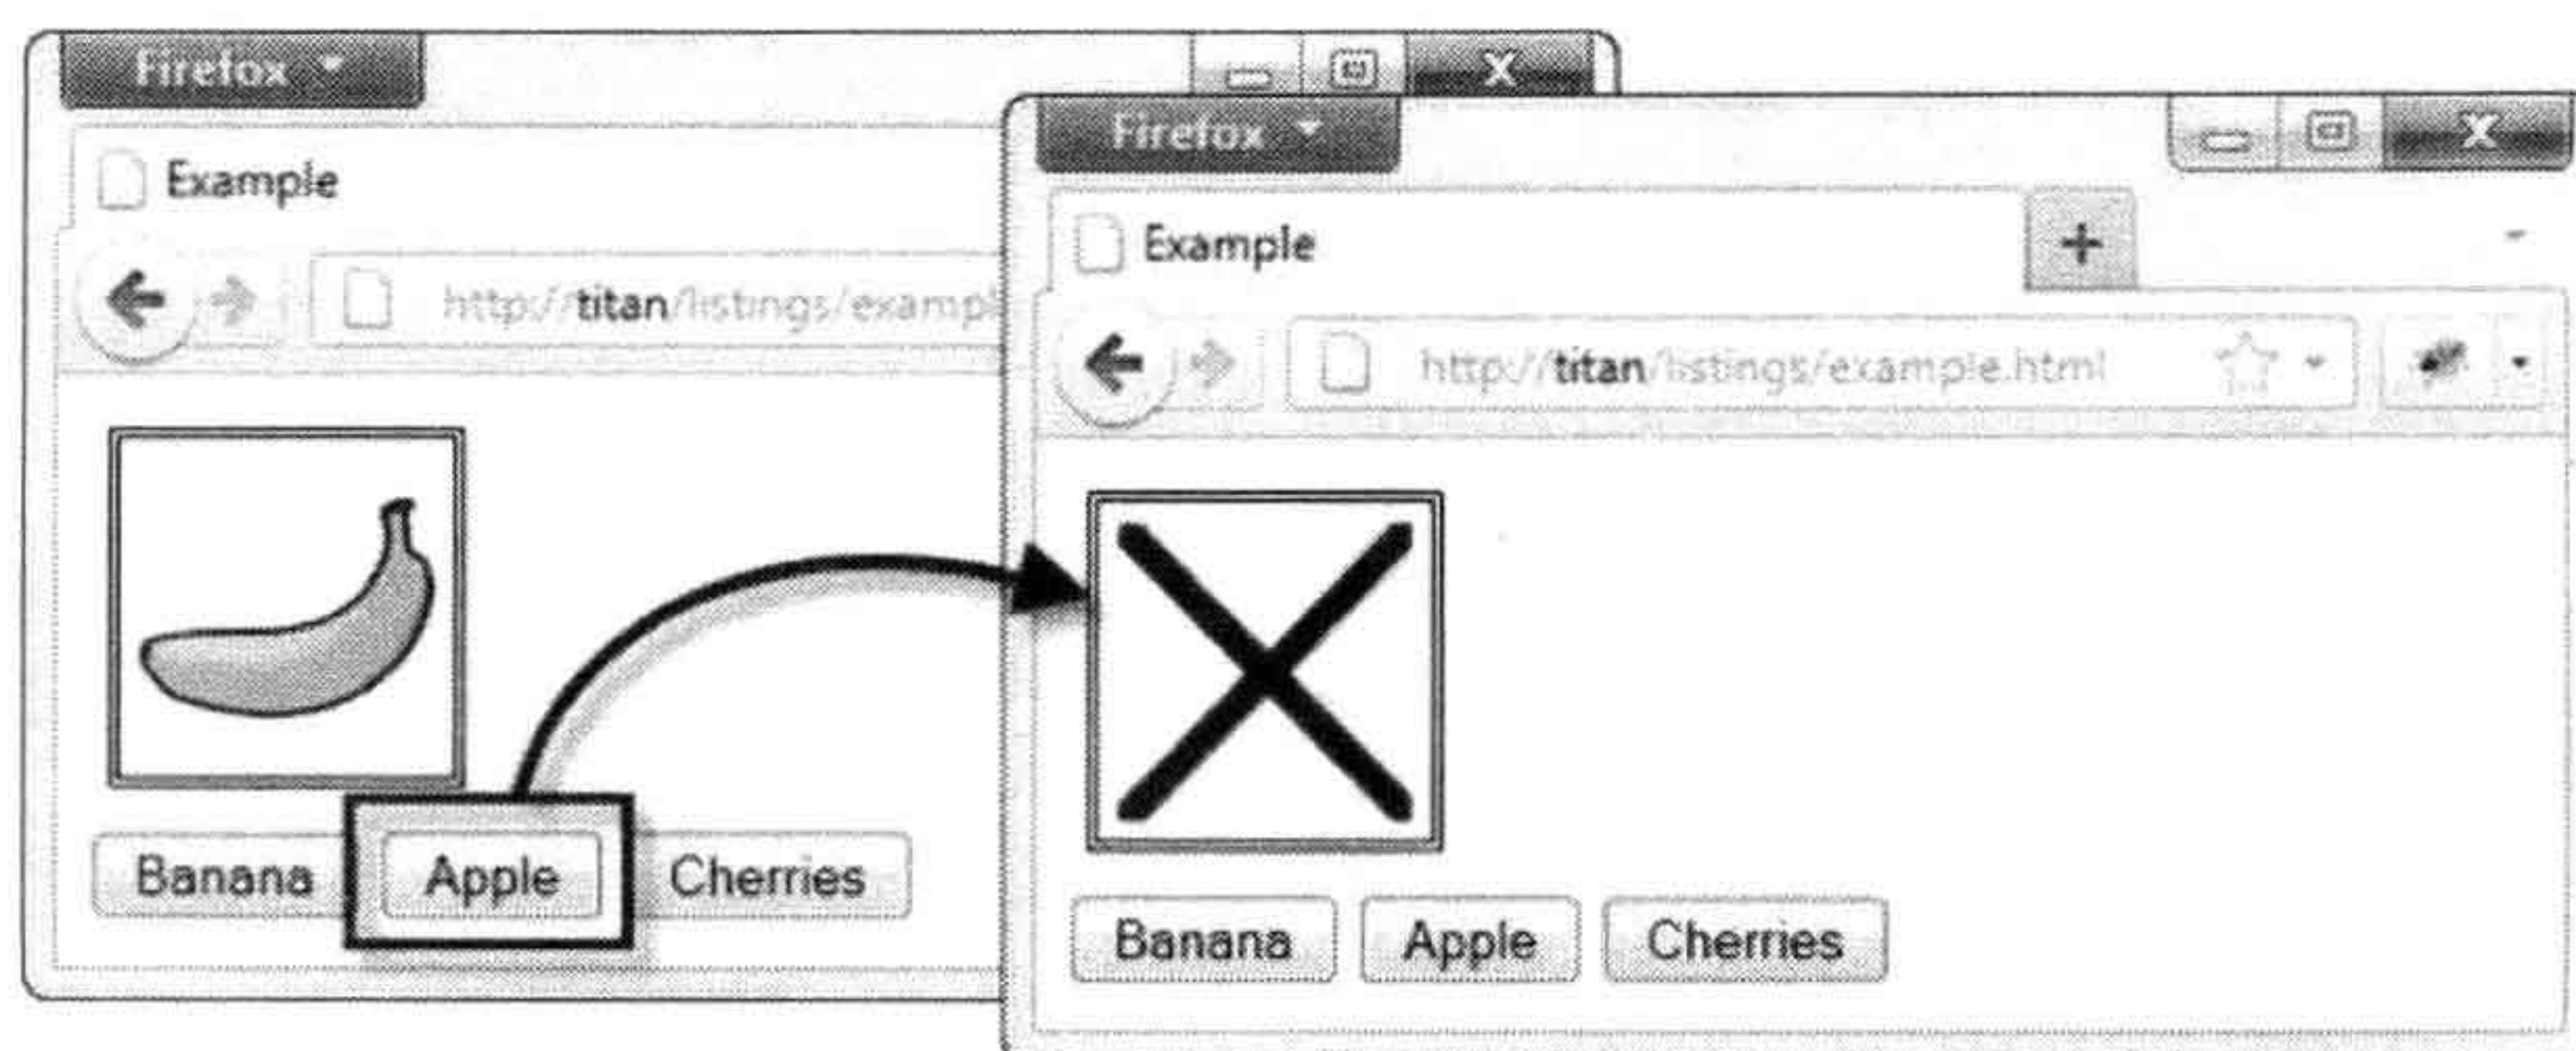 Firefox
Example
http://titan/listings/exampl
Banana Apple Cherries
Firefox
Example
http://titan/listings/example.html
Banana Apple Cherries